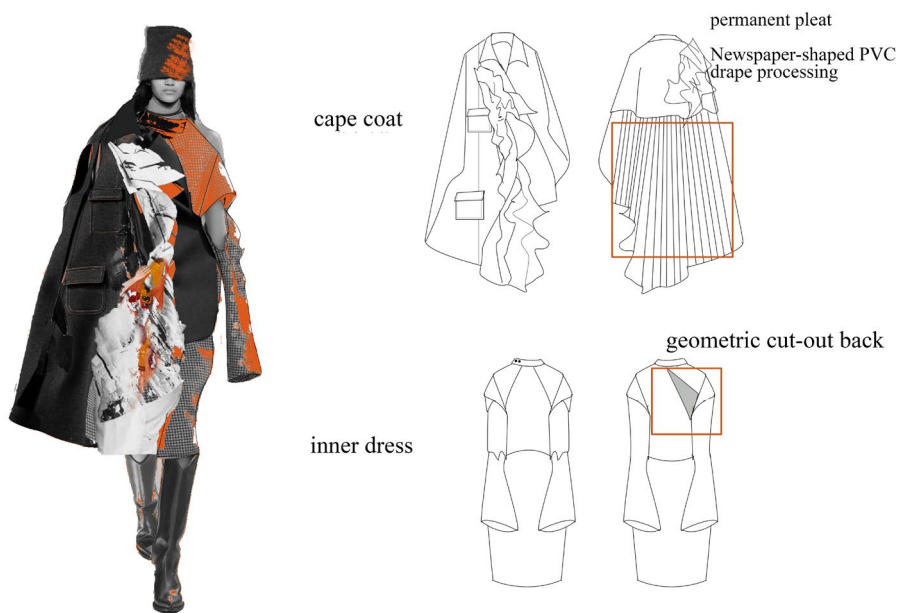 permanent pleat
Newspaper-shaped PVC
drape processing
cape coat
geometric cut-out back
inner dress